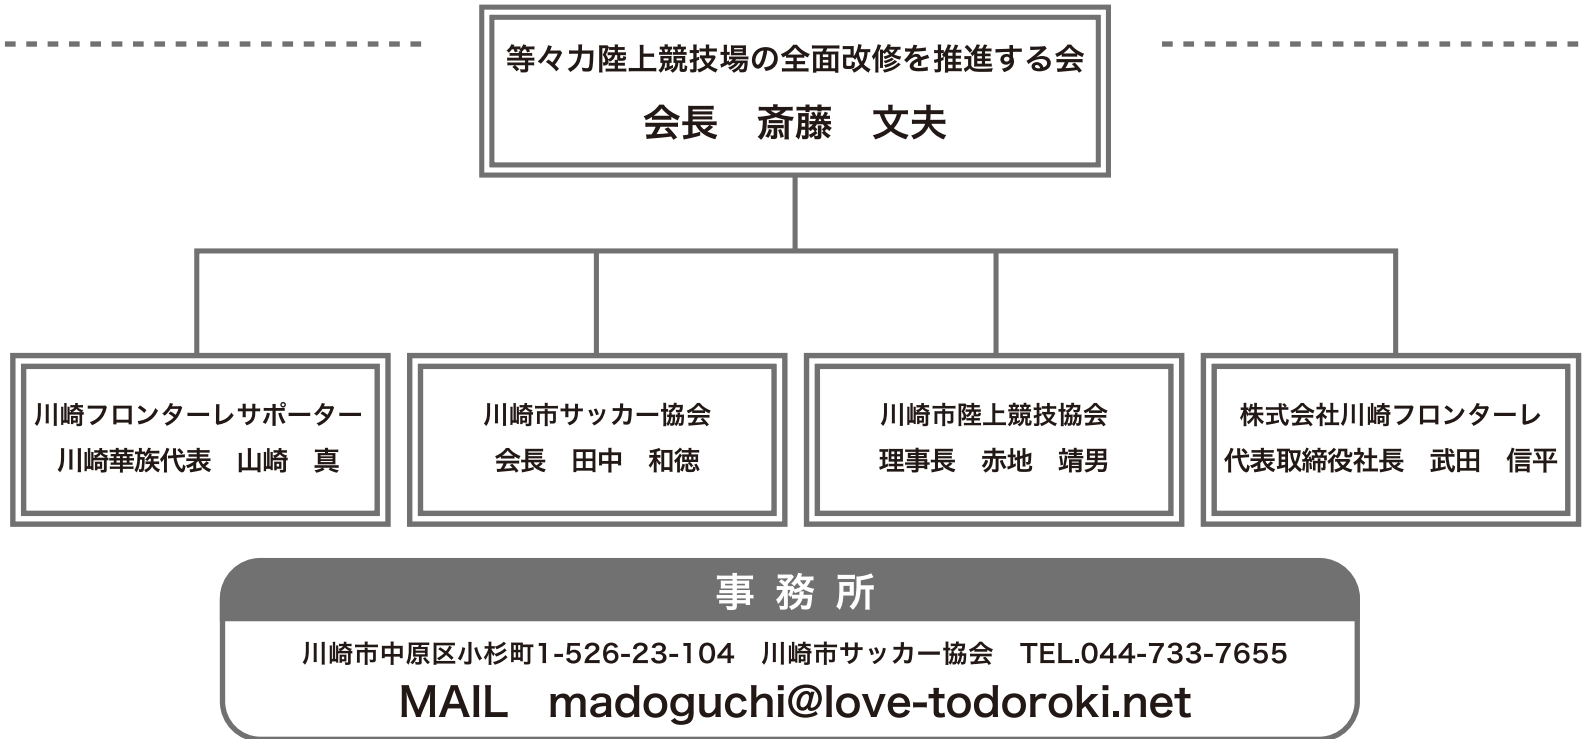 等々力陸上競技場の全面改修を推進する会
会長　斎藤　文夫
川崎フロンターレサポーター
川崎華族代表　山崎　真
川崎市サッカー協会
会長　田中　和徳
川崎市陸上競技協会
理事長　赤地　靖男
株式会社川崎フロンターレ
代表取締役社長　武田　信平
事務所
川崎市中原区小杉町1-526-23-104　川崎市サッカー協会　TEL.044-733-7655
MAIL　madoguchi@love-todoroki.net